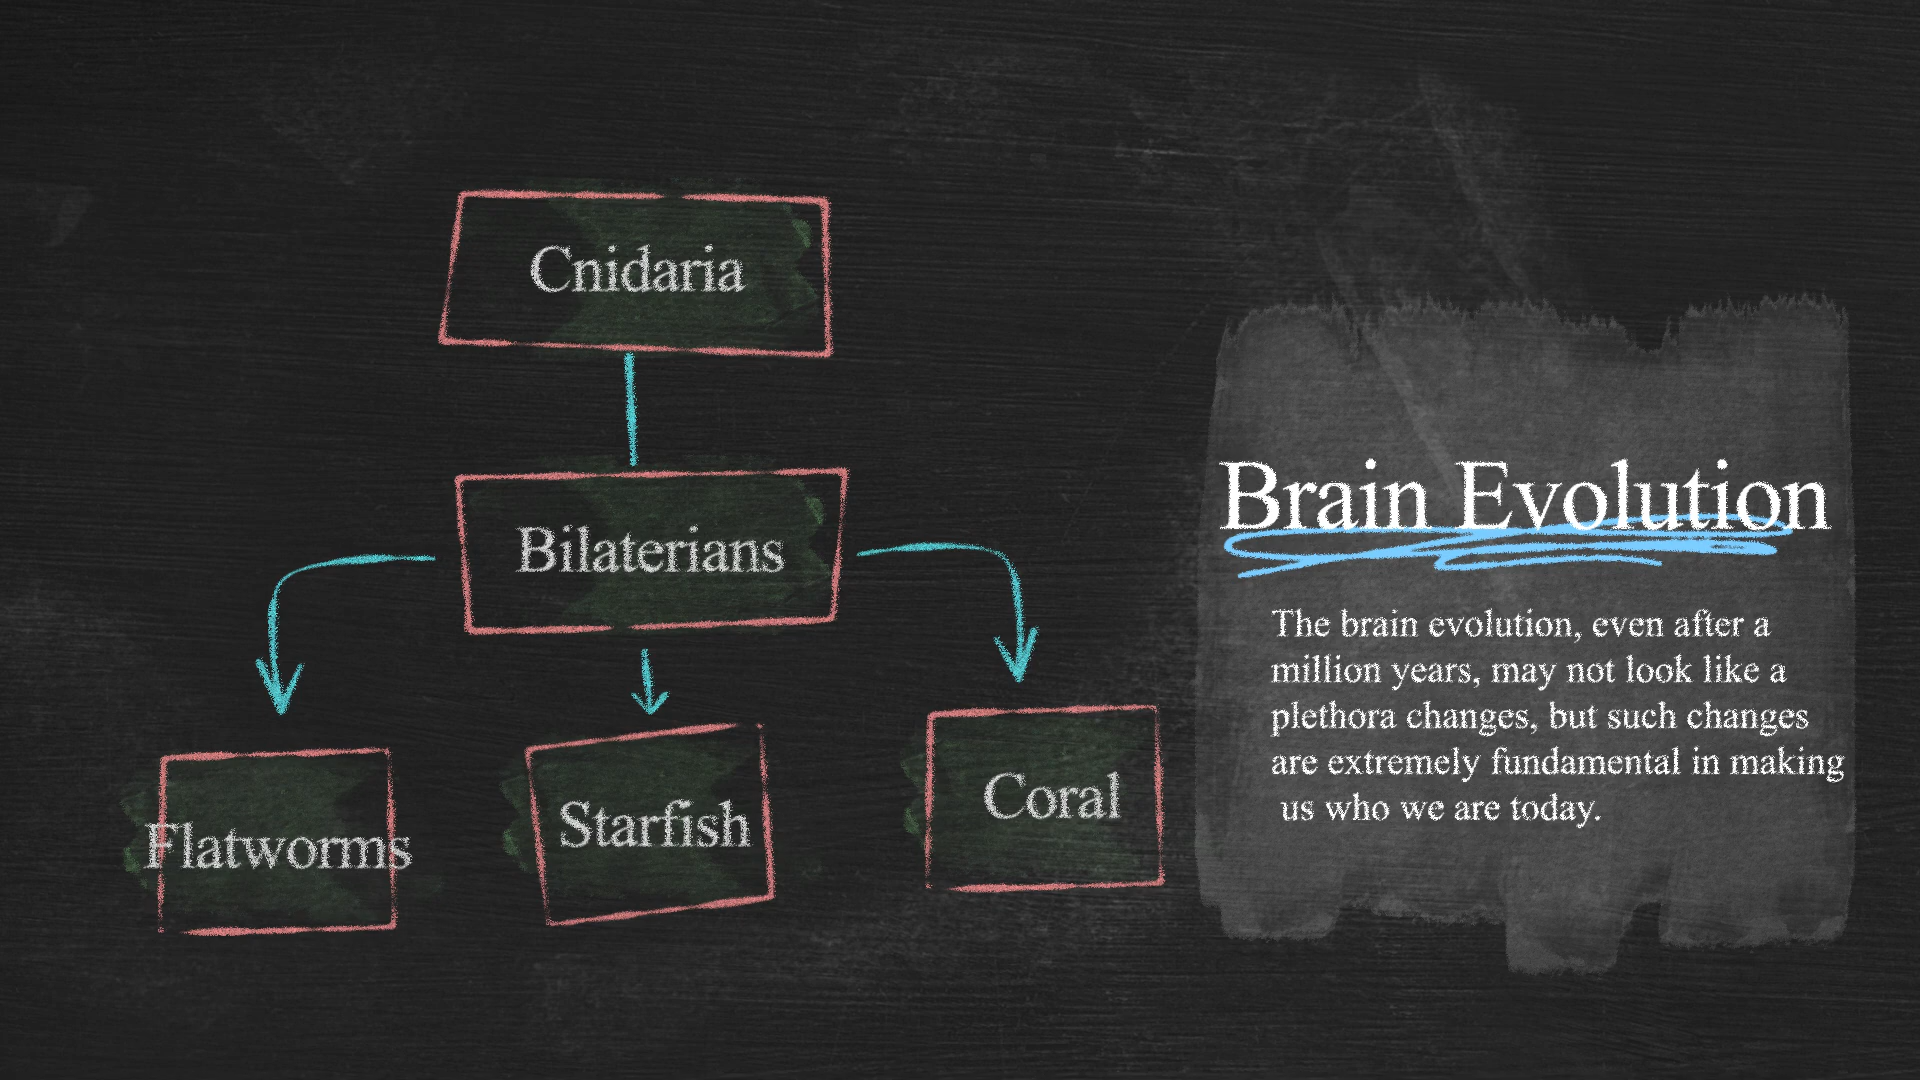 Cnidaria
Bilaterians
Flatworms
Starfish
Coral
Brain Evolution
The brain evolution, even after a
million years, may not look like a
plethora changes, but such changes
are extremely fundamental in making
us who we are today.